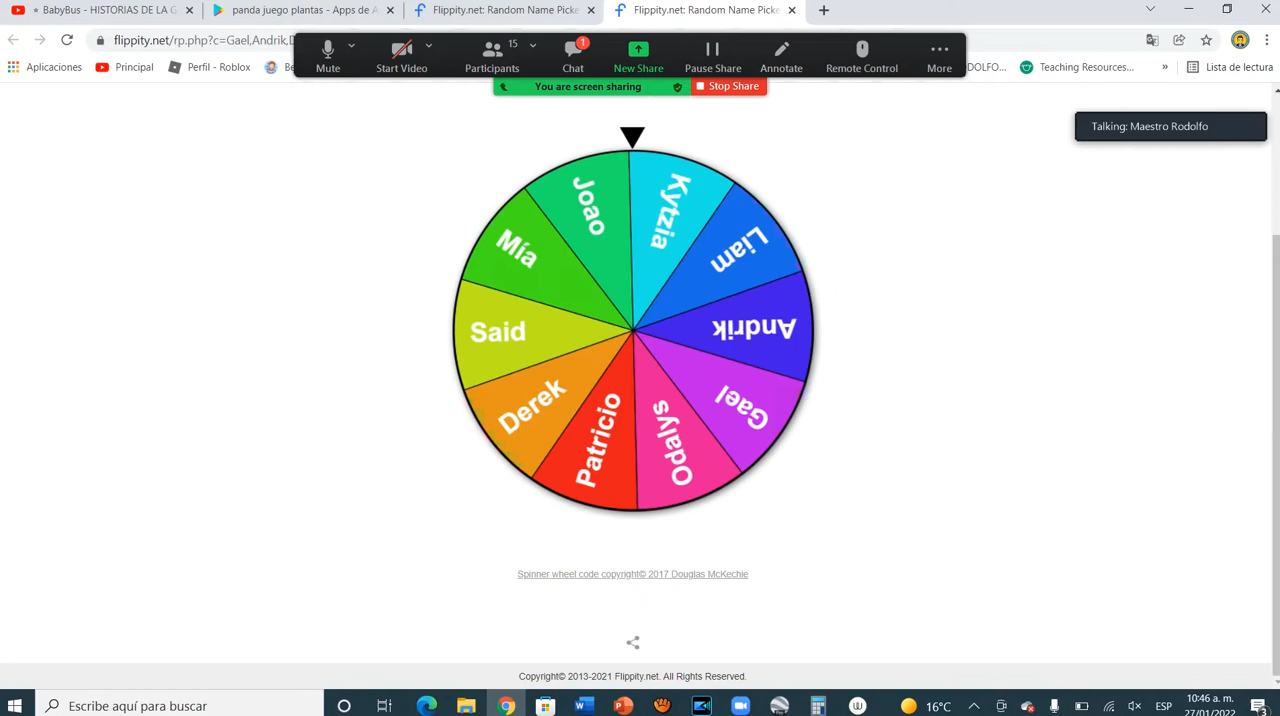 * BabyBus - HISTORIAS DE LA G
panda juego plantas - Apps de A
Flippity.net: Random Name Picke
Flippity.net: Random Name Picke
flippity.net/rp.php?c=Gael,Andrik,
Mute
Start Video
15
Participants
1
Chat
New Share
Pause Share
Annotate
Remote Control
More
Aplicaciones
Principal
Perfil - Roblox
DOLFO...
Teaching Resources...
Lista de lectura
You are screen sharing
Stop Share
Talking: Maestro Rodolfo
Joao
Kytzia
Liam
Andrik
Gael
Odalys
Patricio
Derek
Said
Mía
Spinner wheel code copyright© 2017 Douglas McKechie
Copyright© 2013-2021 Flippity.net. All Rights Reserved.
Escribe aquí para buscar
16°C
ESP
10:46 a. m.
27/01/2022
3